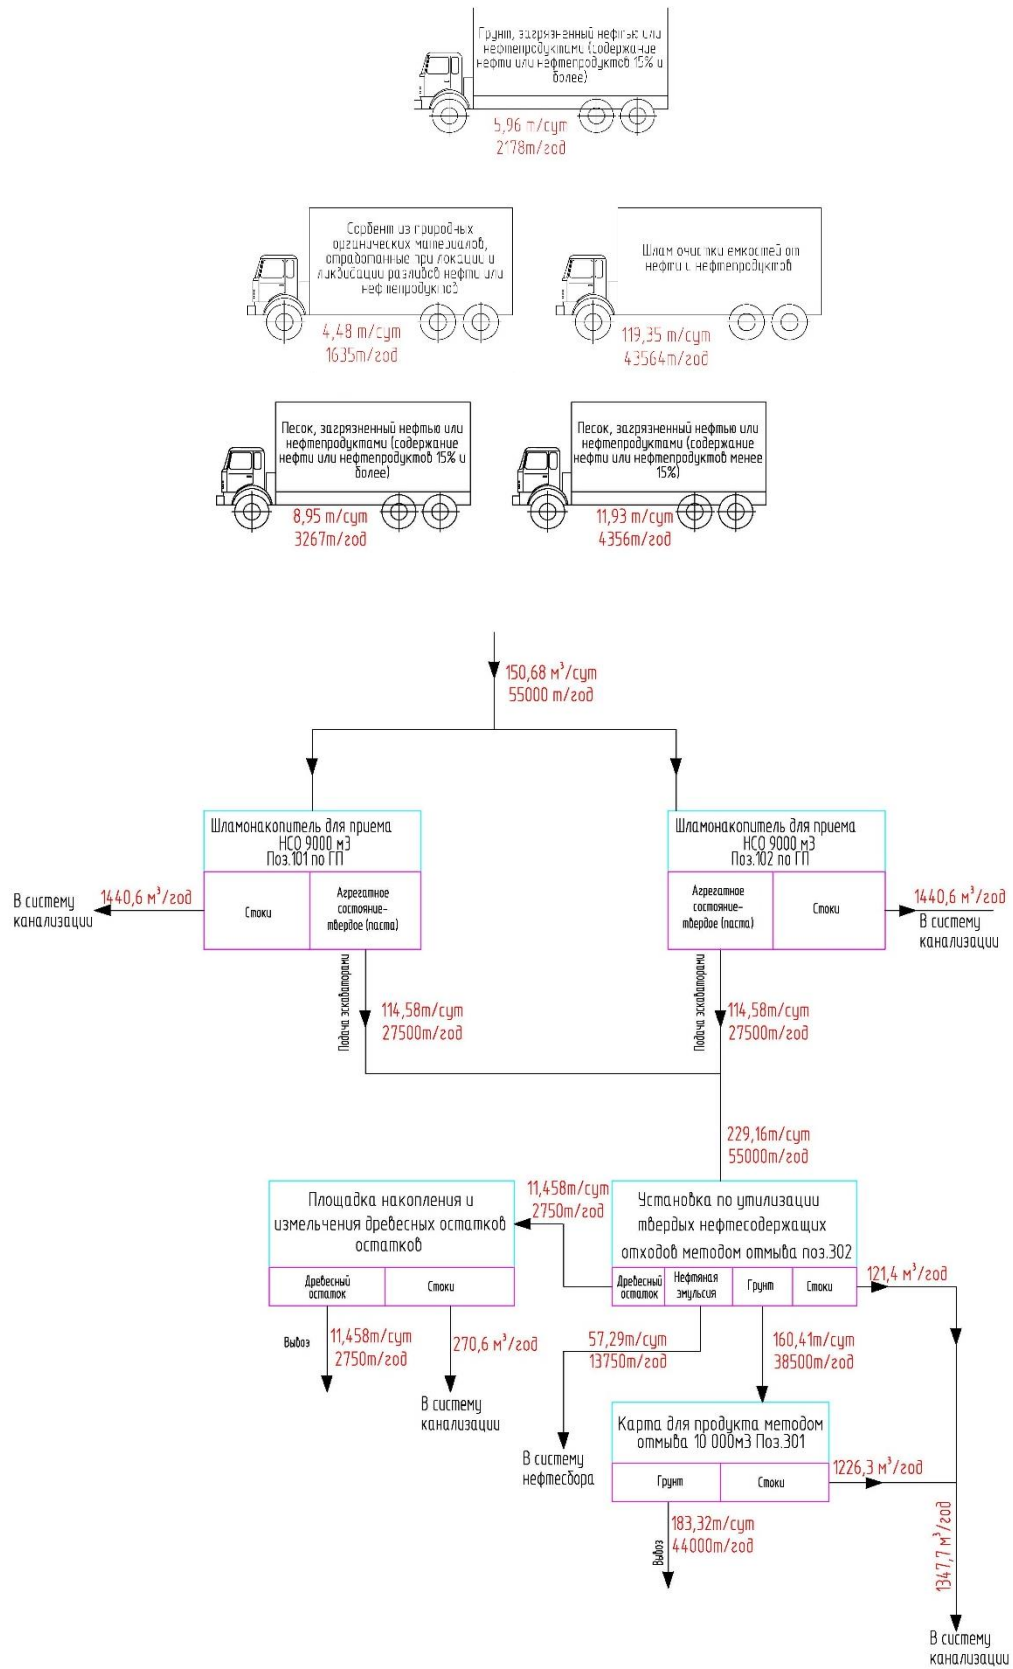 Грунт, загрязненный нефтью или
нефтепродуктами (содержание
нефти или нефтепродуктов 15% и
более)
5,96 т/сут
2178т/год
Сорбент из природных
органических материалов,
отработанные при локации и
ликвидации разливов нефти или
нефтепродуктов
4,48 т/сут
1635т/год
Шлам очистки емкостей от
нефти и нефтепродуктов
119,35 т/сут
43564т/год
Песок, загрязненный нефтью или
нефтепродуктами (содержание
нефти или нефтепродуктов 15% и
более)
8,95 т/сут
3267т/год
Песок, загрязненный нефтью или
нефтепродуктами (содержание
нефти или нефтепродуктов менее
15%)
11,93 т/сут
4356т/год
150,68 м³/сут
55000 т/год
Шламонакопитель для приема
НСО 9000 м3
Поз.101 по ГП
Стоки
Агрегатное
состояние-
твердое (паста)
1440,6 м³/год
В систему
канализации
Шламонакопитель для приема
НСО 9000 м3
Поз.102 по ГП
Агрегатное
состояние-
твердое (паста)
Стоки
1440,6 м³/год
В систему
канализации
Подача эскаваторами
114,58т/сут
27500т/год
Подача эскаваторами
114,58т/сут
27500т/год
229,16т/сут
55000т/год
Площадка накопления и
измельчения древесных остатков
остатков
Древесный
остаток
Стоки
11,458т/сут
2750т/год
Установка по утилизации
твердых нефтесодержащих
отходов методом отмыва поз.302
Древесный
остаток
Нефтяная
эмульсия
Грунт
Стоки
121,4 м³/год
Вывоз
11,458т/сут
2750т/год
270,6 м³/год
В систему
канализации
57,29т/сут
13750т/год
В систему
нефтесбора
160,41т/сут
38500т/год
Карта для продукта методом
отмыва 10 000м3 Поз.301
Грунт
Стоки
1226,3 м³/год
Вывоз
183,32т/сут
44000т/год
1347,7 м³/год
В систему
канализации